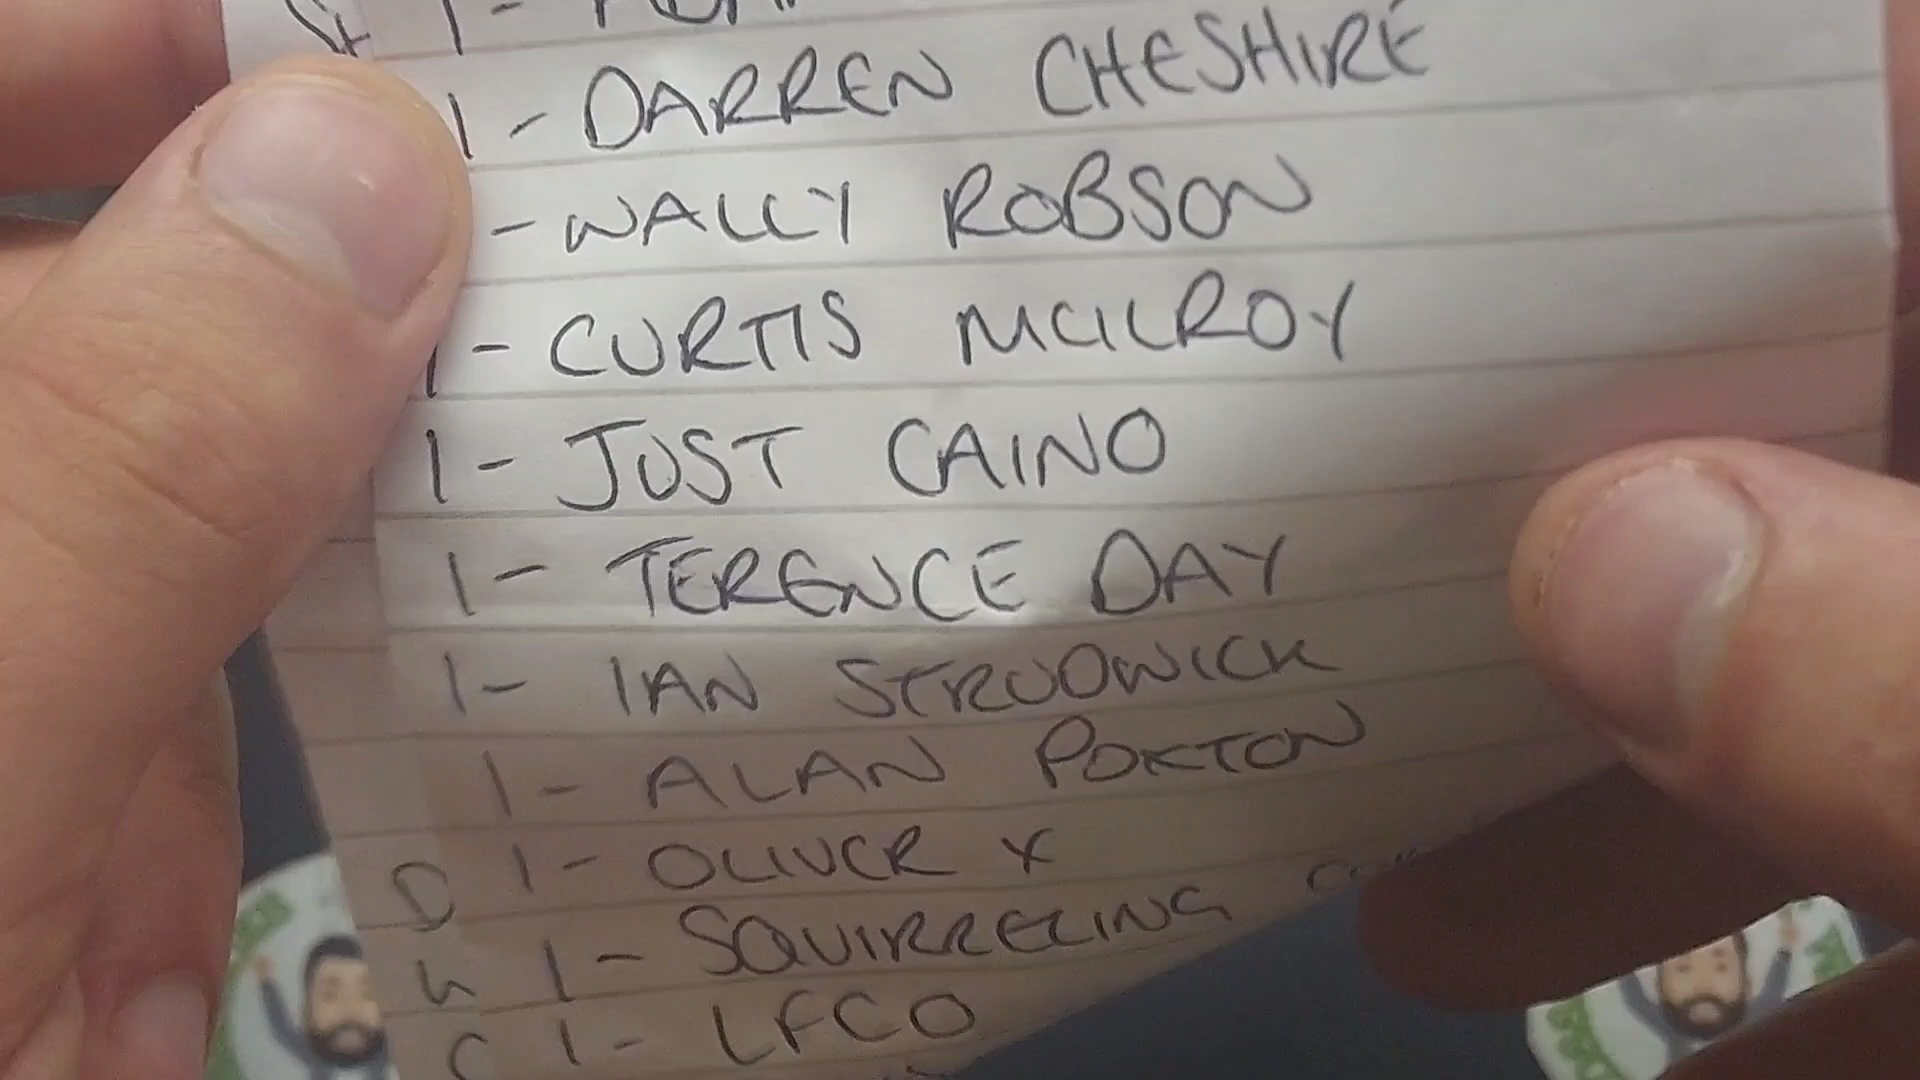 1 - DARREN CHESHIRE
- WALLY ROBSON
1 - CURTIS MCILROY
1 - JUST CAINO
1 - TERENCE DAY
1 - IAN STRUDWICK
1 - ALAN POKTON
D 1 - OLIVER X
1 - SQUIRRELING
C 1 - LFCO